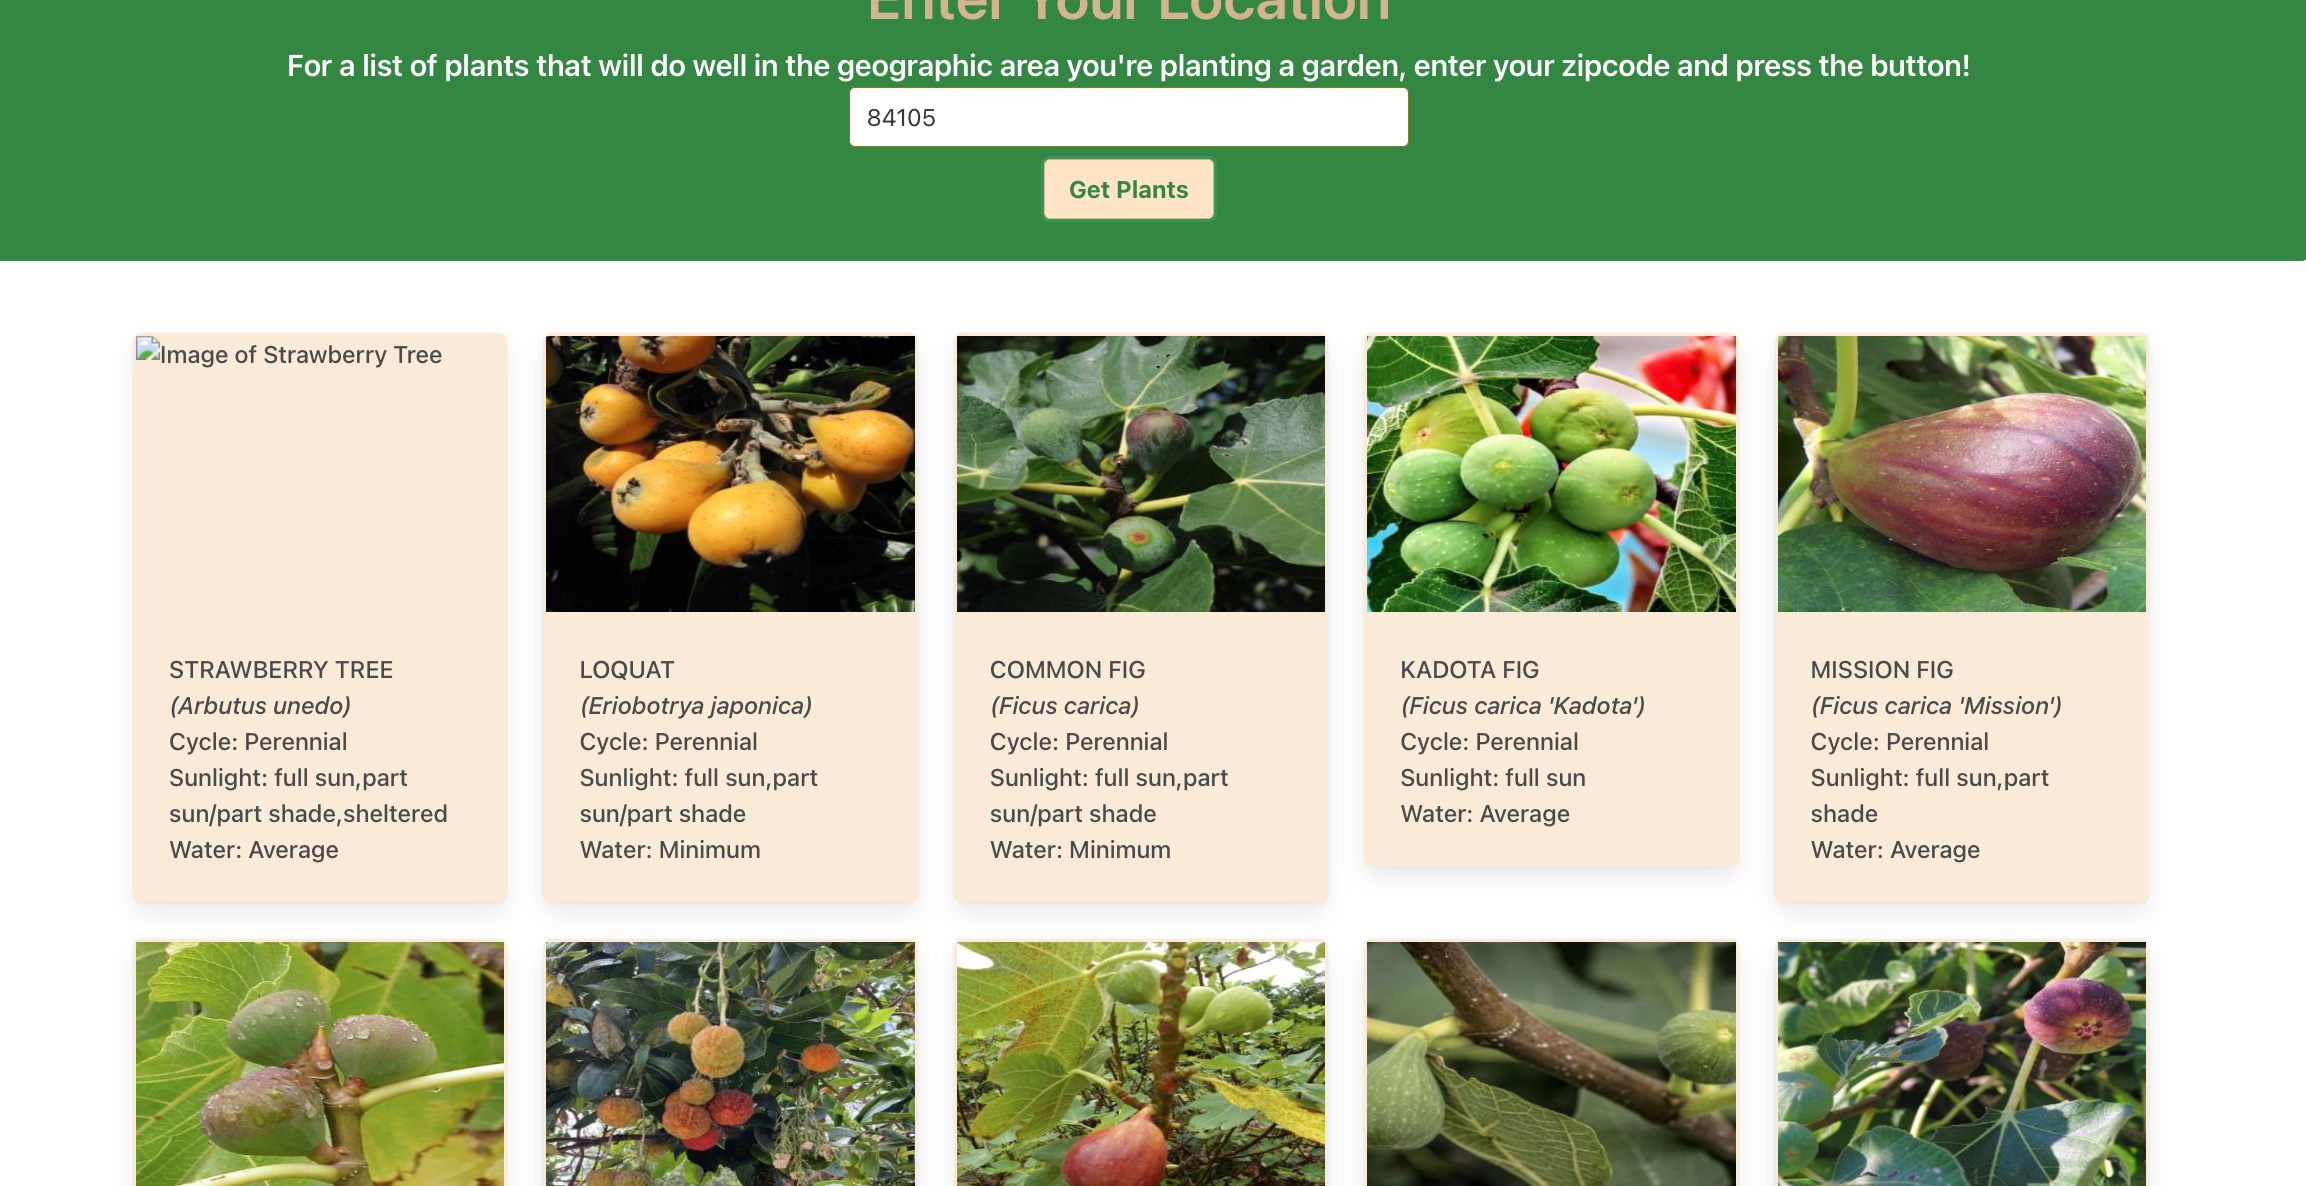 Enter Your Location
For a list of plants that will do well in the geographic area you're planting a garden, enter your zipcode and press the button!
84105
Get Plants
Image of Strawberry Tree
STRAWBERRY TREE
(Arbutus unedo)
Cycle: Perennial
Sunlight: full sun,part
sun/part shade,sheltered
Water: Average
LOQUAT
(Eriobotrya japonica)
Cycle: Perennial
Sunlight: full sun,part
sun/part shade
Water: Minimum
COMMON FIG
(Ficus carica)
Cycle: Perennial
Sunlight: full sun,part
sun/part shade
Water: Minimum
KADOTA FIG
(Ficus carica 'Kadota')
Cycle: Perennial
Sunlight: full sun
Water: Average
MISSION FIG
(Ficus carica 'Mission')
Cycle: Perennial
Sunlight: full sun,part
shade
Water: Average